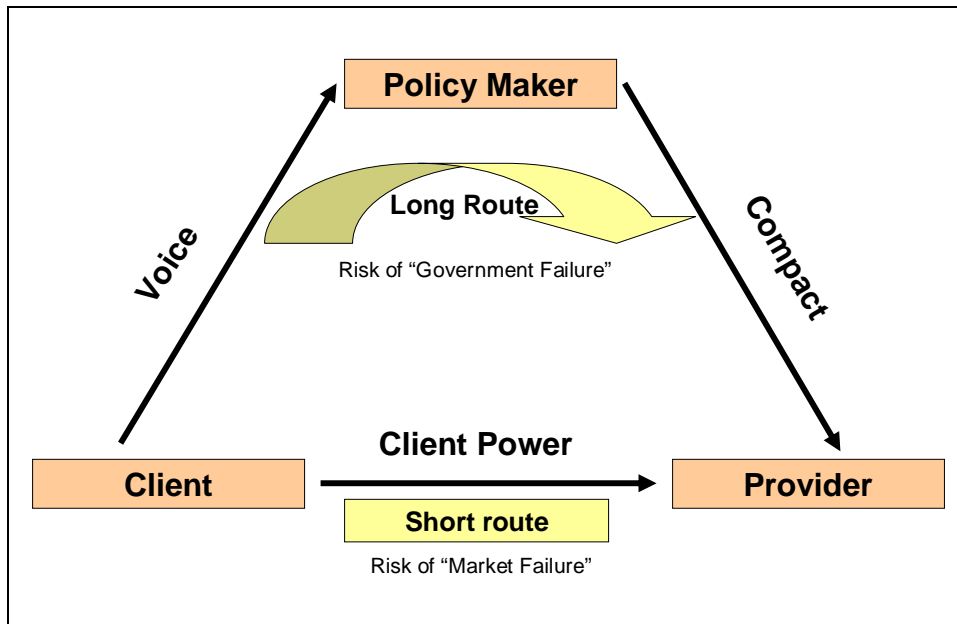 Policy Maker
Long Route
Risk of “Government Failure”
Voice
Compact
Client Power
Client
Provider
Short route
Risk of “Market Failure”